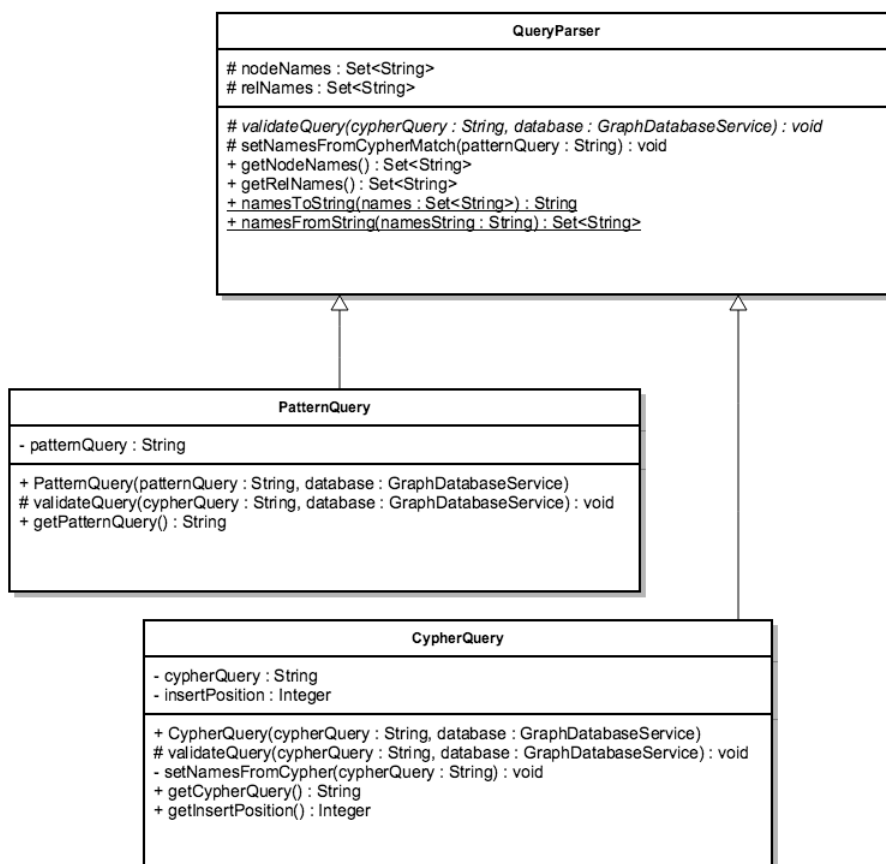 QueryParser
# nodeNames : Set<String>
# relNames : Set<String>
# validateQuery(cypherQuery : String, database : GraphDatabaseService) : void
# setNamesFromCypherMatch(patternQuery : String) : void
+ getNodeNames() : Set<String>
+ getRelNames() : Set<String>
+ namesToString(names : Set<String>) : String
+ namesFromString(namesString : String) : Set<String>
PatternQuery
- patternQuery : String
+ PatternQuery(patternQuery : String, database : GraphDatabaseService)
# validateQuery(cypherQuery : String, database : GraphDatabaseService) : void
+ getPatternQuery() : String
CypherQuery
- cypherQuery : String
- insertPosition : Integer
+ CypherQuery(cypherQuery : String, database : GraphDatabaseService)
# validateQuery(cypherQuery : String, database : GraphDatabaseService) : void
- setNamesFromCypher(cypherQuery : String) : void
+ getCypherQuery() : String
+ getInsertPosition() : Integer